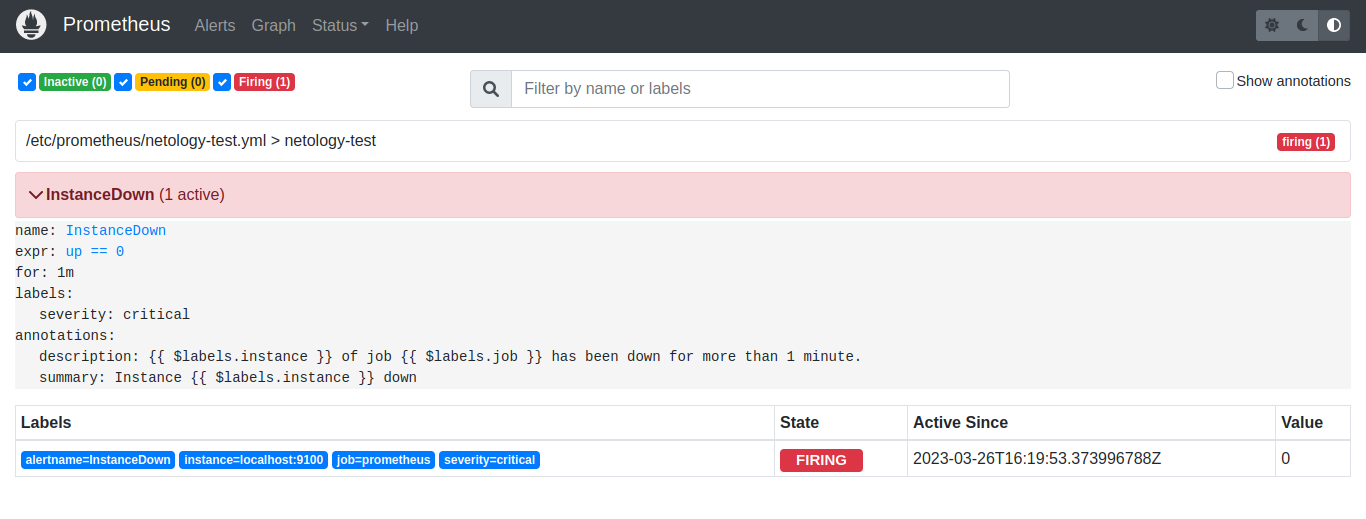 Prometheus Alerts Graph Status Help
Inactive (0) Pending (0) Firing (1) Filter by name or labels Show annotations
/etc/prometheus/netology-test.yml > netology-test firing (1)
InstanceDown (1 active)
name: InstanceDown
expr: up == 0
for: 1m
labels:
severity: critical
annotations:
description: {{ $labels.instance }} of job {{ $labels.job }} has been down for more than 1 minute.
summary: Instance {{ $labels.instance }} down
Labels State Active Since Value
alertname=InstanceDown instance=localhost:9100 job=prometheus severity=critical FIRING 2023-03-26T16:19:53.373996788Z 0